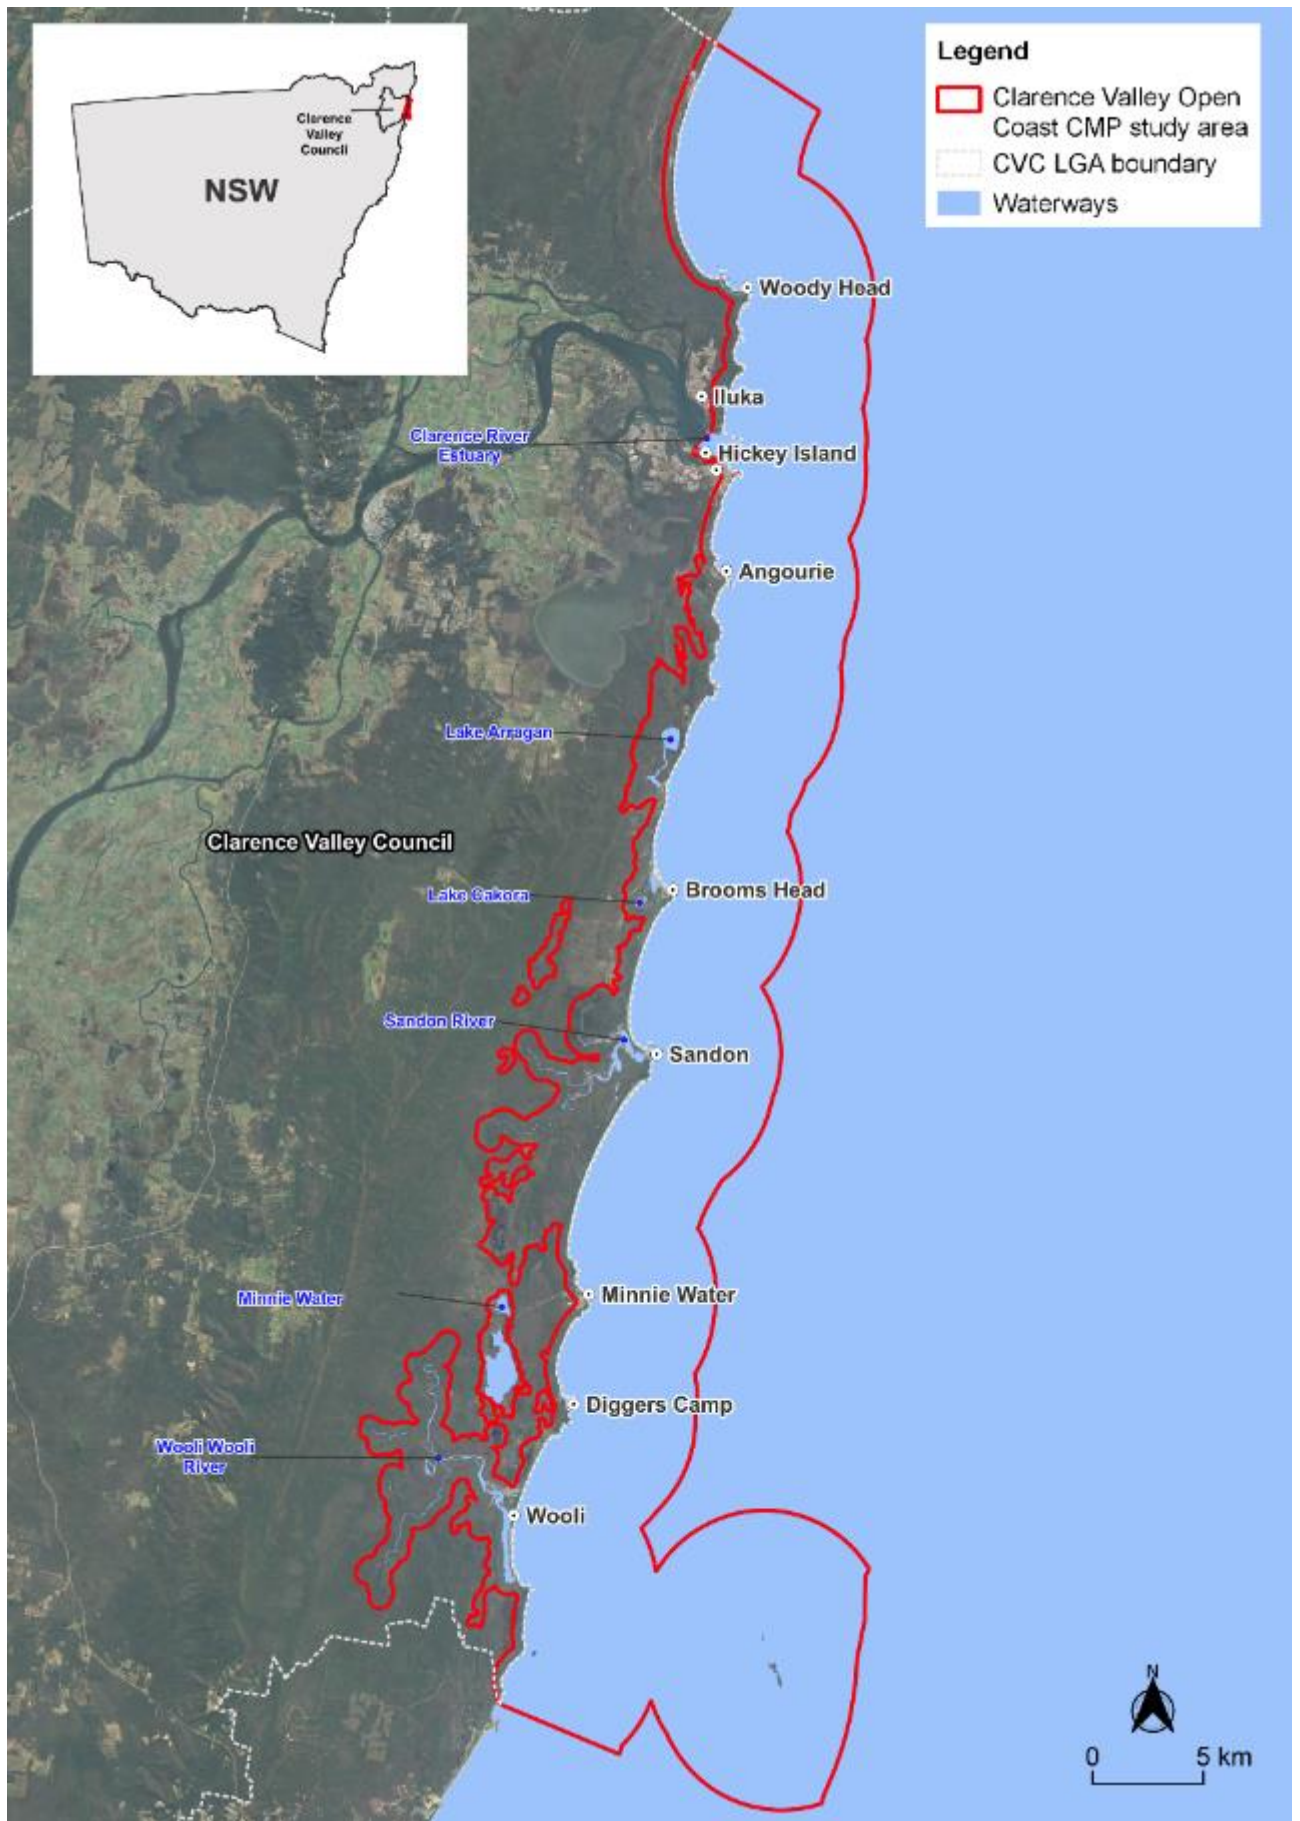 Clarence
Valley
Council
NSW
Legend
Clarence Valley Open
Coast CMP study area
CVC LGA boundary
Waterways
Woody Head
Iluka
Clarence River
Estuary
Hickey Island
Angourie
Lake Arragan
Clarence Valley Council
Brooms Head
Lake Cakora
Sandon River
Sandon
Minnie Water
Minnie Water
Diggers Camp
Wooli Wooli
River
Wooli
N
0 5 km